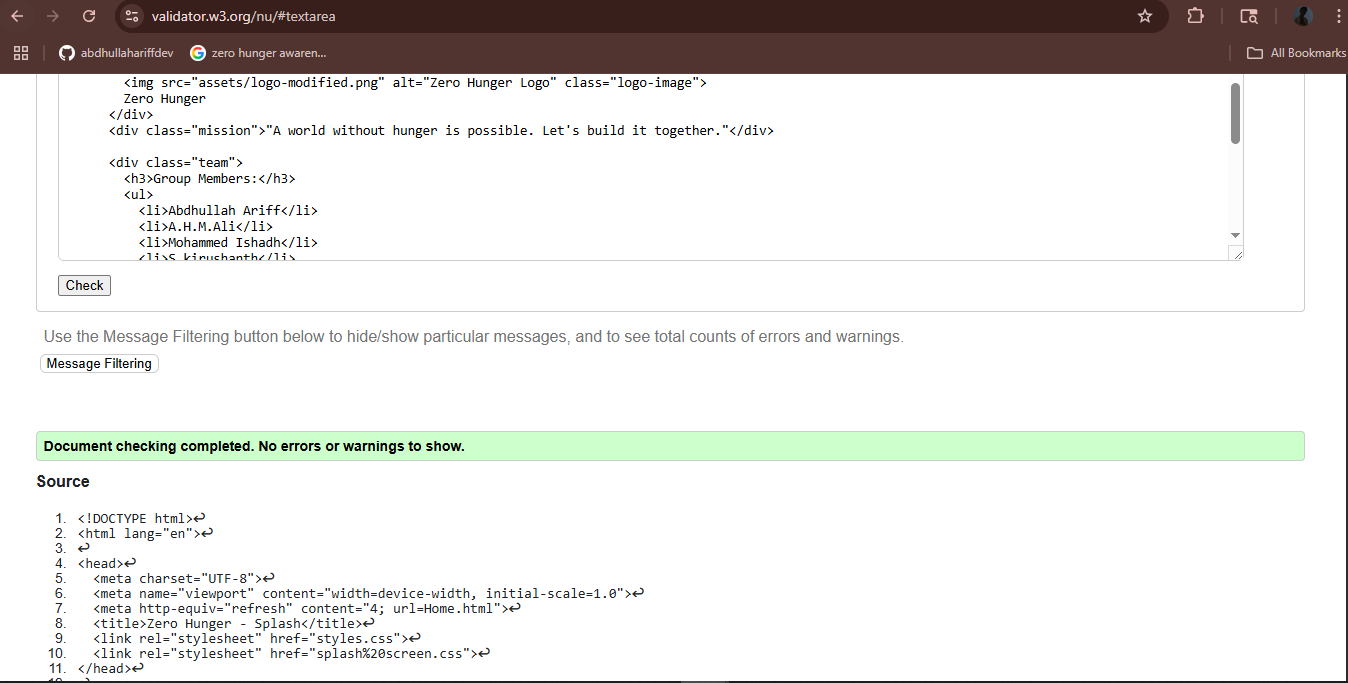 validator.w3.org/nu/#textarea
abdhullahariffdev zero hunger awaren... All Bookmarks
<img src="assets/logo-modified.png" alt="Zero Hunger Logo" class="logo-image">
Zero Hunger
</div>
<div class="mission">"A world without hunger is possible. Let's build it together."</div>
<div class="team">
<h3>Group Members:</h3>
<ul>
<li>Abdhullah Ariff</li>
<li>A.H.M.Ali</li>
<li>Mohammed Ishadh</li>
<li>S.kirushanth</li>
Check
Use the Message Filtering button below to hide/show particular messages, and to see total counts of errors and warnings.
Message Filtering
Document checking completed. No errors or warnings to show.
Source
1. <!DOCTYPE html>↩
2. <html lang="en">↩
3. ↩
4. <head>↩
5. <meta charset="UTF-8">↩
6. <meta name="viewport" content="width=device-width, initial-scale=1.0">↩
7. <meta http-equiv="refresh" content="4; url=Home.html">↩
8. <title>Zero Hunger - Splash</title>↩
9. <link rel="stylesheet" href="styles.css">↩
10. <link rel="stylesheet" href="splash%20screen.css">↩
11. </head>↩